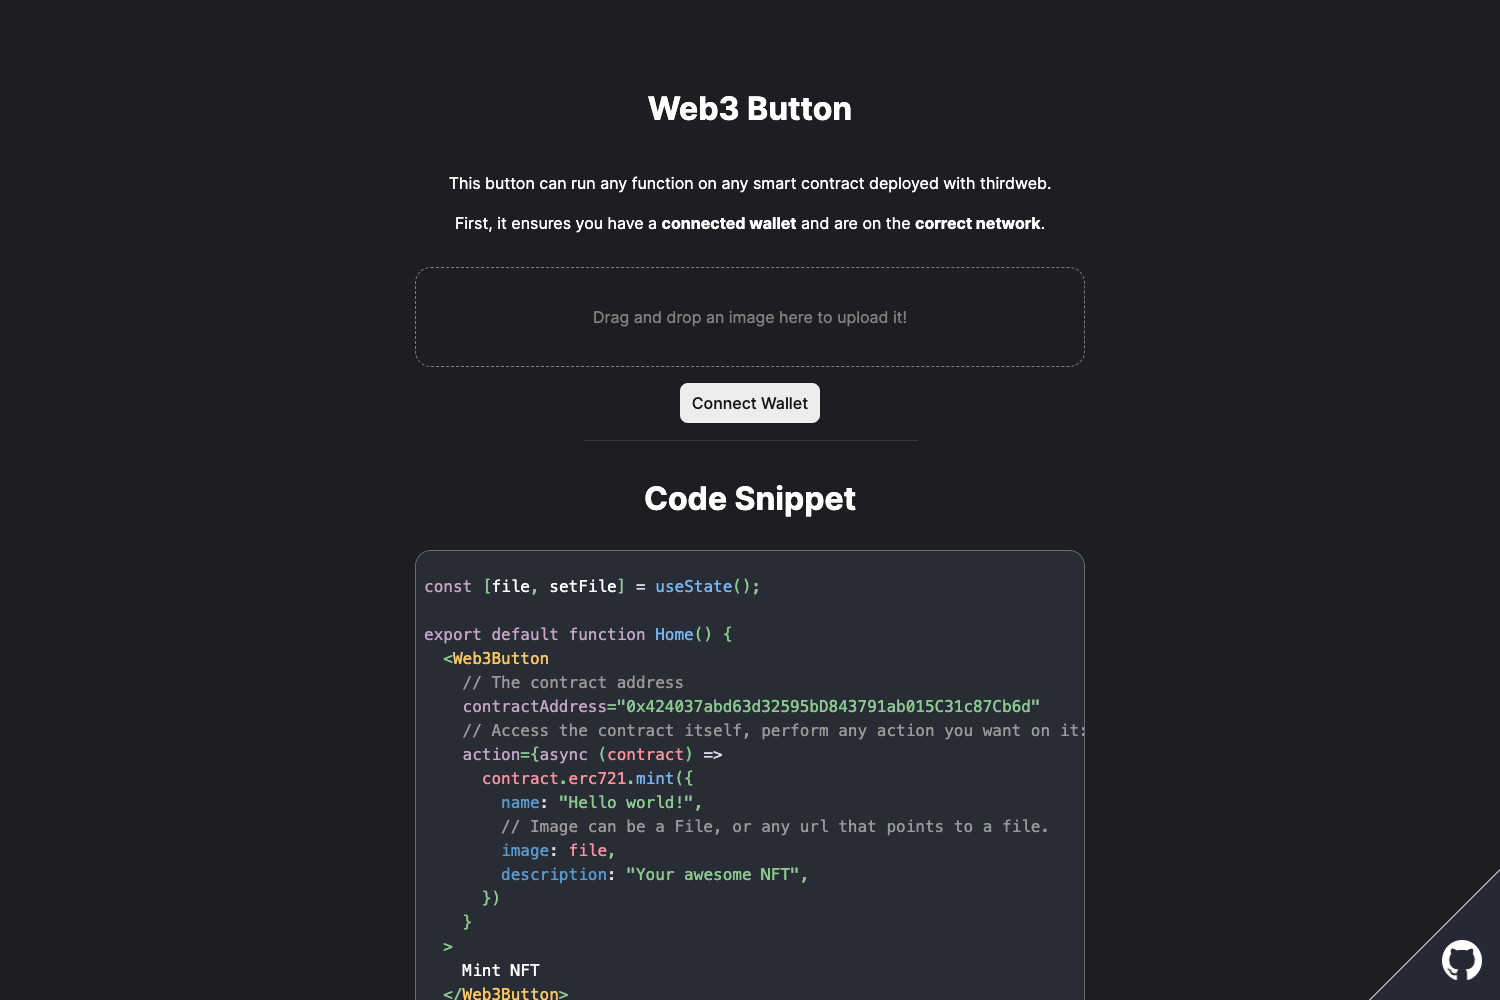 Web3 Button
This button can run any function on any smart contract deployed with thirdweb.
First, it ensures you have a connected wallet and are on the correct network.
Drag and drop an image here to upload it!
Connect Wallet
Code Snippet
const [file, setFile] = useState();
export default function Home() {
  <Web3Button
    // The contract address
    contractAddress="0x424037abd63d32595bD843791ab015C31c87Cb6d"
    // Access the contract itself, perform any action you want on it:
    action={async (contract) =>
      contract.erc721.mint({
        name: "Hello world!",
        // Image can be a File, or any url that points to a file.
        image: file,
        description: "Your awesome NFT",
      })
    }
  >
    Mint NFT
  </Web3Button>